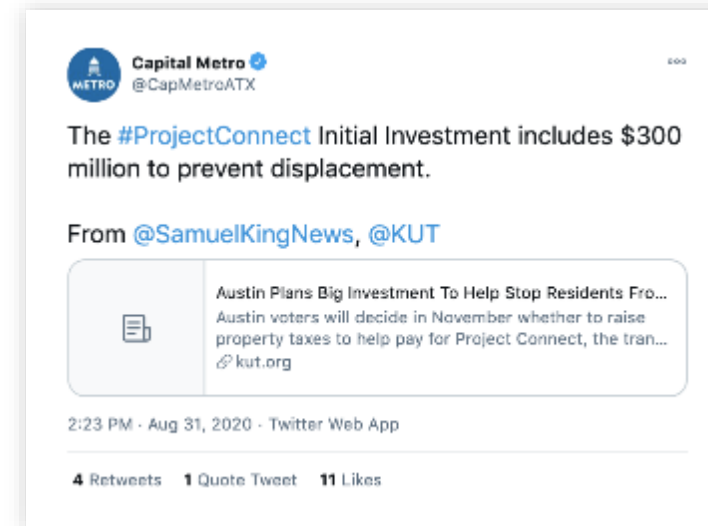 Capital Metro
METRO
@CapMetroATX
The #ProjectConnect Initial Investment includes $300
million to prevent displacement.
From @SamuelKingNews, @KUT
Austin Plans Big Investment To Help Stop Residents Fro...
Austin voters will decide in November whether to raise
property taxes to help pay for Project Connect, the tran...
kut.org
2:23 PM · Aug 31, 2020 · Twitter Web App
4 Retweets 1 Quote Tweet 11 Likes